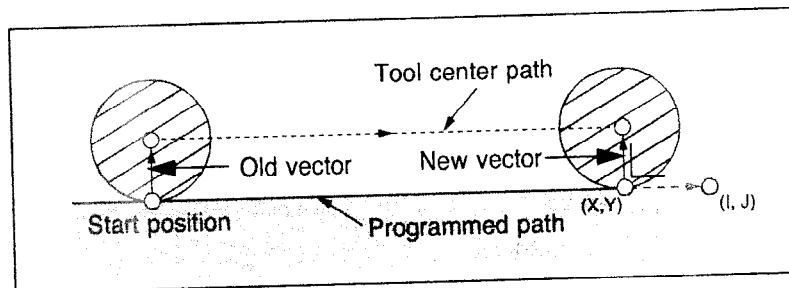 Tool center path
Old vector
New vector
Start position
Programmed path
(X,Y)
(I, J)